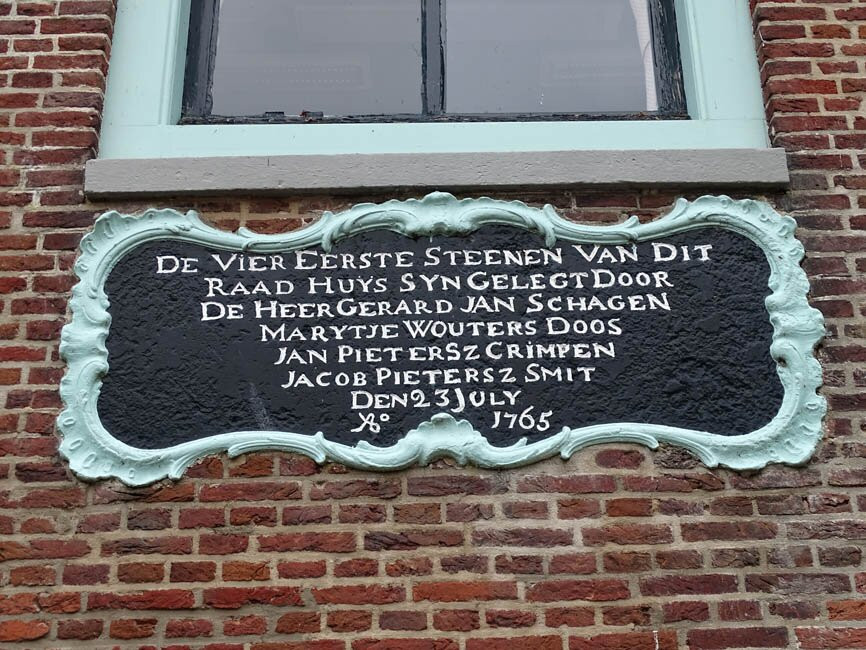 DE VIER EERSTE STEENEN VAN DIT
RAAD HUYS SYN GELEGT DOOR
DE HEER GERARD JAN SCHAGEN
MARYTJE WOUTERS DOOS
JAN PIETERSZ CRIMPEN
JACOB PIETERSZ SMIT
DEN 23 JULY
Ao 1765